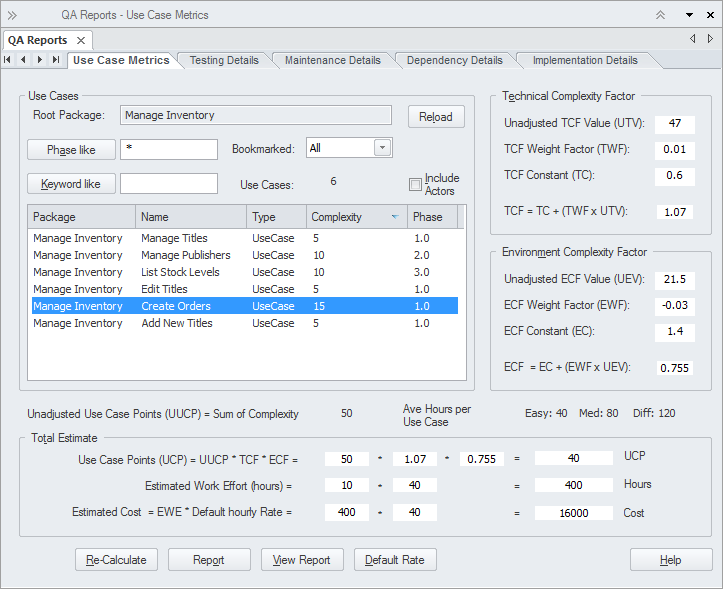 QA Reports - Use Case Metrics
QA Reports
Use Case Metrics Testing Details Maintenance Details Dependency Details Implementation Details
Use Cases
Root Package: Manage Inventory Reload
Phase like * Bookmarked: All
Keyword like Use Cases: 6 Include Actors
Package Name Type Complexity Phase
Manage Inventory Manage Titles UseCase 5 1.0
Manage Inventory Manage Publishers UseCase 10 2.0
Manage Inventory List Stock Levels UseCase 10 3.0
Manage Inventory Edit Titles UseCase 5 1.0
Manage Inventory Create Orders UseCase 15 1.0
Manage Inventory Add New Titles UseCase 5 1.0
Technical Complexity Factor
Unadjusted TCF Value (UTV): 47
TCF Weight Factor (TWF): 0.01
TCF Constant (TC): 0.6
TCF = TC + (TWF x UTV): 1.07
Environment Complexity Factor
Unadjusted ECF Value (UEV): 21.5
ECF Weight Factor (EWF): -0.03
ECF Constant (EC): 1.4
ECF = EC + (EWF x UEV): 0.755
Unadjusted Use Case Points (UUCP) = Sum of Complexity 50
Ave Hours per
Use Case
Easy: 40 Med: 80 Diff: 120
Total Estimate
Use Case Points (UCP) = UUCP * TCF * ECF = 50 * 1.07 * 0.755 = 40 UCP
Estimated Work Effort (hours) = 10 * 40 = 400 Hours
Estimated Cost = EWE * Default hourly Rate = 400 * 40 = 16000 Cost
Re-Calculate Report View Report Default Rate Help